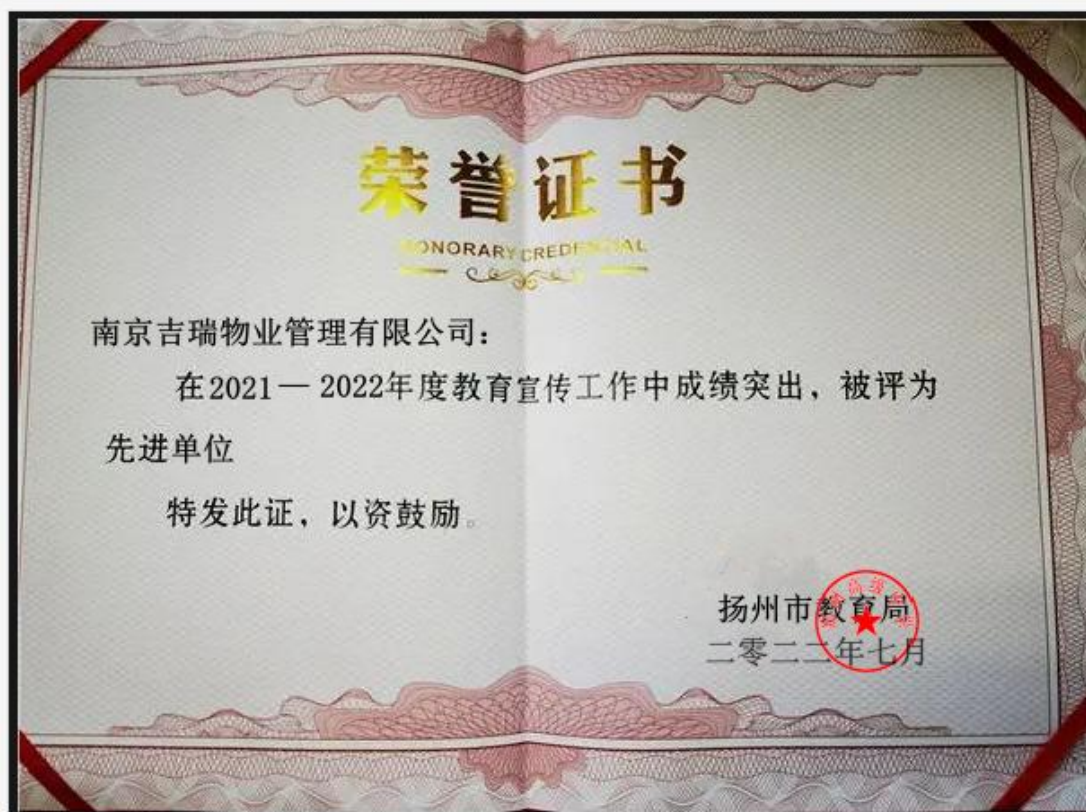 荣誉证书
HONORARY CREDENTIAL
南京吉瑞物业管理有限公司：
在2021—2022年度教育宣传工作中成绩突出，被评为
先进单位
特发此证，以资鼓励。
扬州市教育局
二零二二年七月